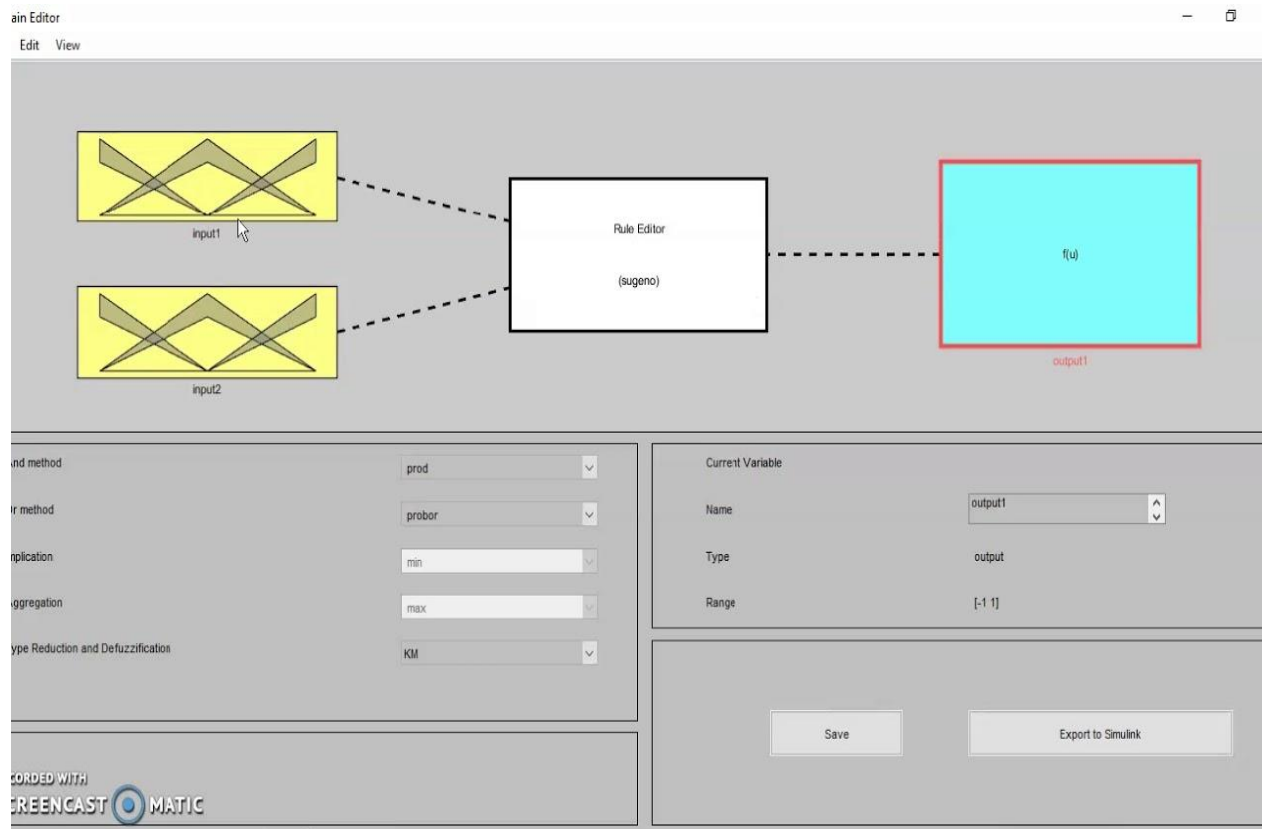 ain Editor
Edit View
input1
input2
Rule Editor
(sugeno)
f(u)
output1
And method
prod
r method
probor
mplication
min
ggregation
max
ype Reduction and Defuzzification
KM
Current Variable
Name
output1
Type
output
Range
[-1 1]
Save
Export to Simulink
CORDED WITH
CREENCAST MATIC